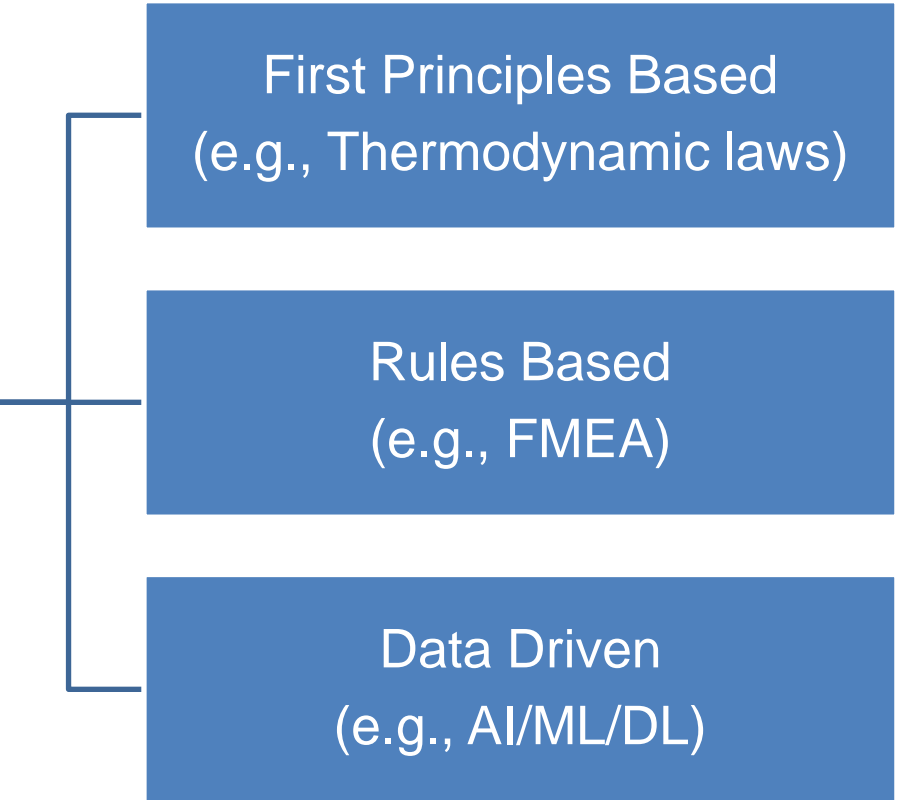 First Principles Based
(e.g., Thermodynamic laws)
Rules Based
(e.g., FMEA)
Data Driven
(e.g., AI/ML/DL)